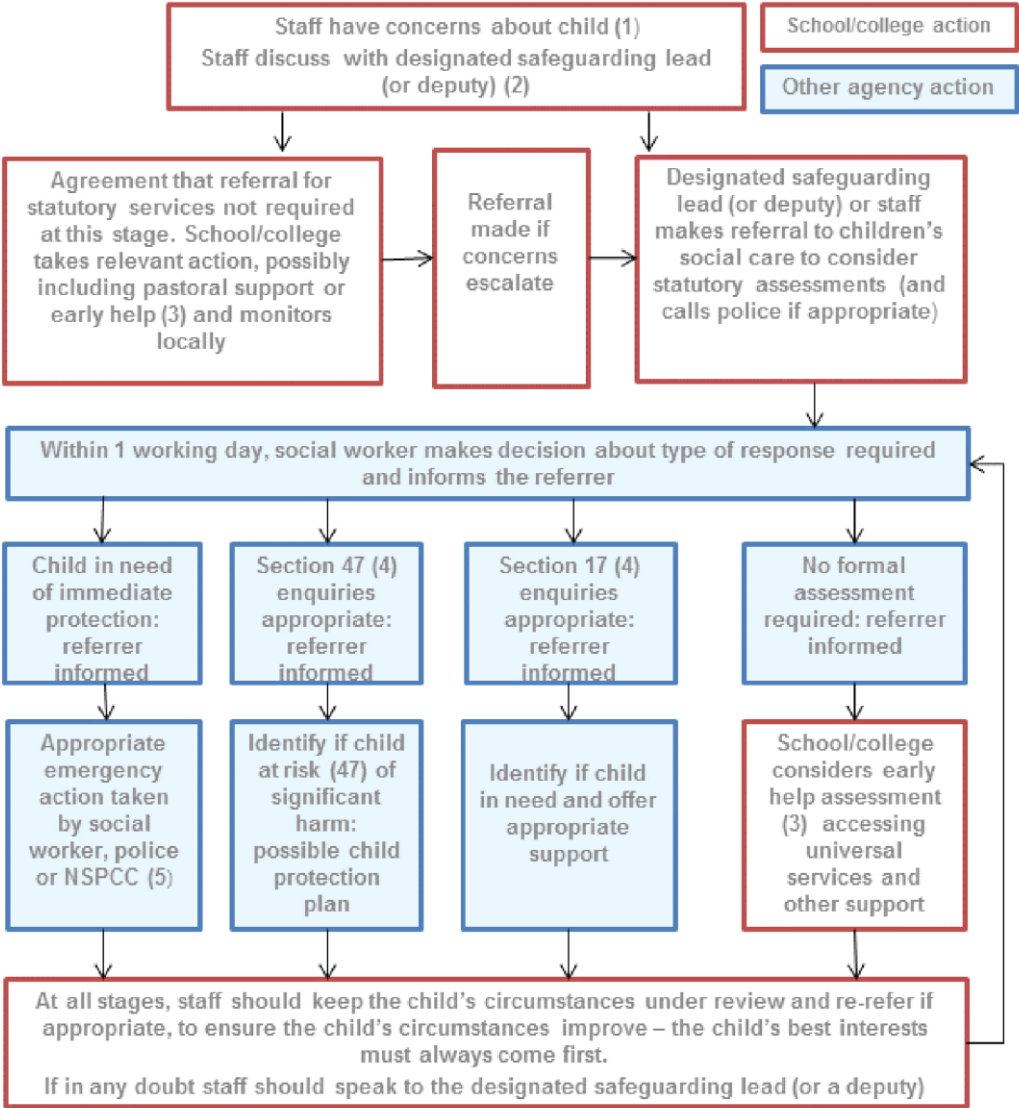 Staff have concerns about child (1)
Staff discuss with designated safeguarding lead
(or deputy) (2)
School/college action
Other agency action
Agreement that referral for
statutory services not required
at this stage. School/college
takes relevant action, possibly
including pastoral support or
early help (3) and monitors
locally
Referral
made if
concerns
escalate
Designated safeguarding
lead (or deputy) or staff
makes referral to children’s
social care to consider
statutory assessments (and
calls police if appropriate)
Within 1 working day, social worker makes decision about type of response required
and informs the referrer
Child in need
of immediate
protection:
referrer
informed
Section 47 (4)
enquiries
appropriate:
referrer
informed
Section 17 (4)
enquiries
appropriate:
referrer
informed
No formal
assessment
required: referrer
informed
Appropriate
emergency
action taken
by social
worker, police
or NSPCC (5)
Identify if child
at risk (47) of
significant
harm:
possible child
protection
plan
Identify if child
in need and offer
appropriate
support
School/college
considers early
help assessment
(3) accessing
universal
services and
other support
At all stages, staff should keep the child’s circumstances under review and re-refer if
appropriate, to ensure the child’s circumstances improve – the child’s best interests
must always come first.
If in any doubt staff should speak to the designated safeguarding lead (or a deputy)